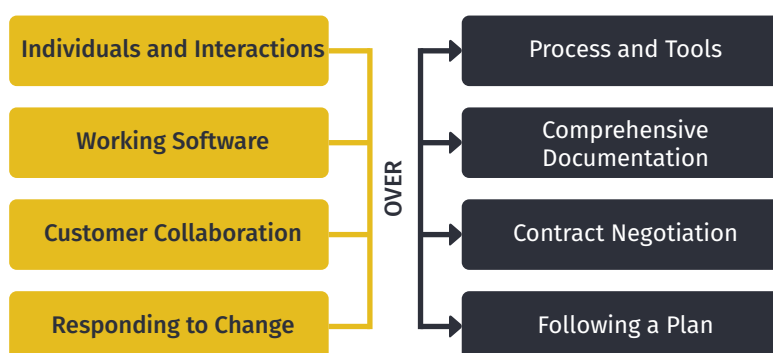 Individuals and Interactions
Process and Tools
Working Software
Comprehensive
Documentation
OVER
Customer Collaboration
Contract Negotiation
Responding to Change
Following a Plan